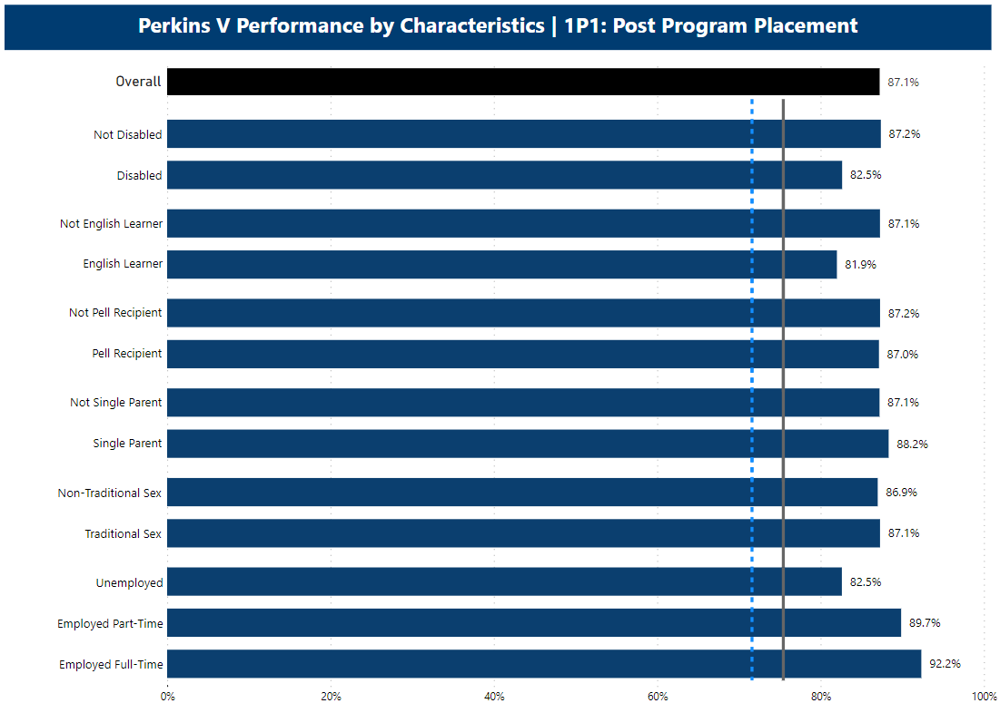 Perkins V Performance by Characteristics | 1P1: Post Program Placement
Overall 87.1%
Not Disabled 87.2%
Disabled 82.5%
Not English Learner 87.1%
English Learner 81.9%
Not Pell Recipient 87.2%
Pell Recipient 87.0%
Not Single Parent 87.1%
Single Parent 88.2%
Non-Traditional Sex 86.9%
Traditional Sex 87.1%
Unemployed 82.5%
Employed Part-Time 89.7%
Employed Full-Time 92.2%
0% 20% 40% 60% 80% 100%